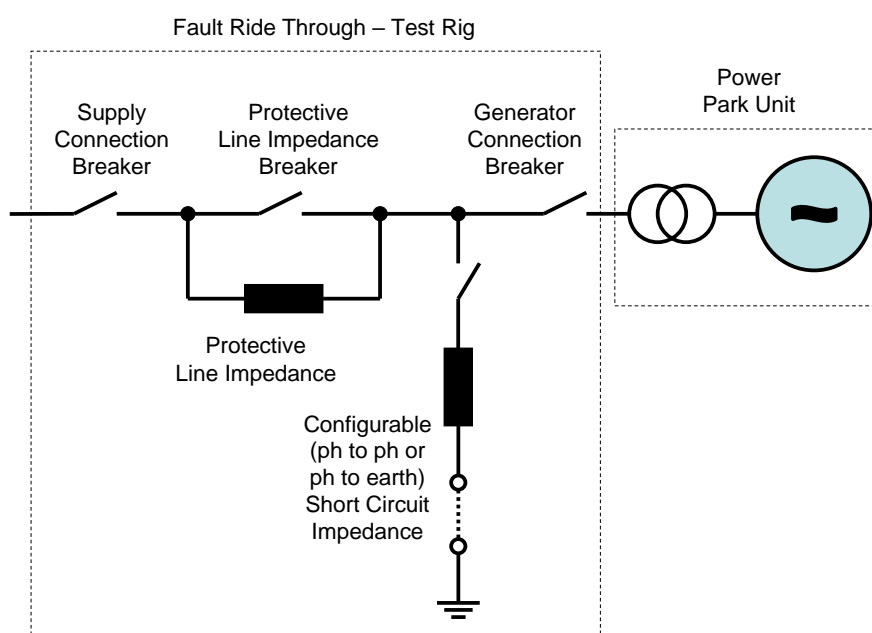 Fault Ride Through – Test Rig
Power
Park Unit
Supply
Connection
Breaker
Protective
Line Impedance
Breaker
Generator
Connection
Breaker
Protective
Line Impedance
Configurable
(ph to ph or
ph to earth)
Short Circuit
Impedance